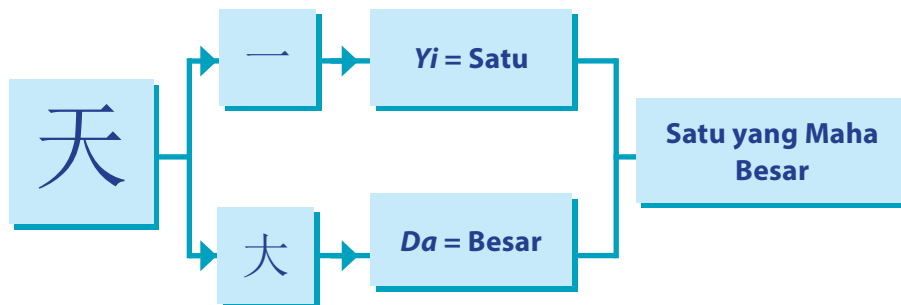 天
一
Yi = Satu
大
Da = Besar
Satu yang Maha
Besar